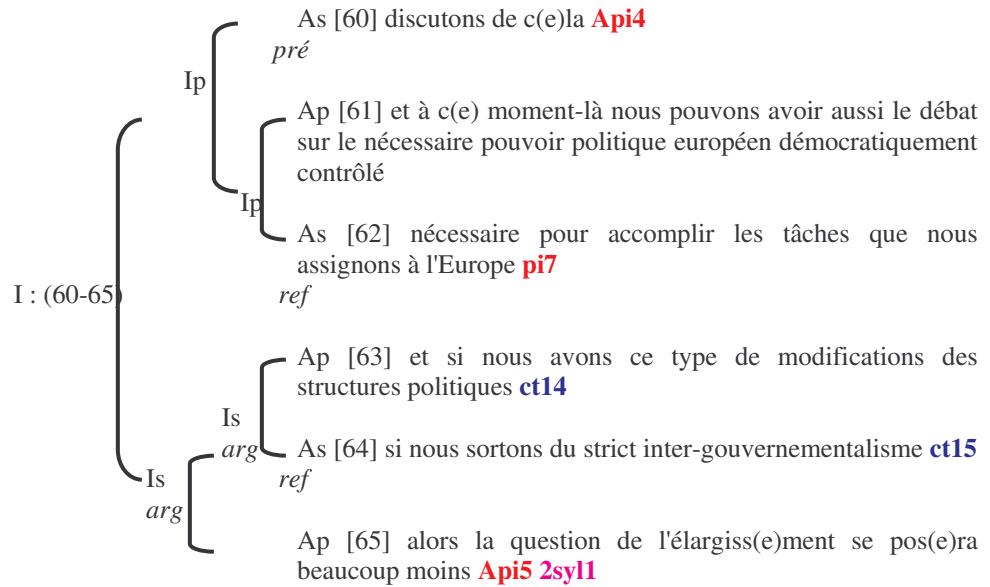 As [60] discutons de c(e)la Api4
pré
Ip
Ap [61] et à c(e) moment-là nous pouvons avoir aussi le débat
sur le nécessaire pouvoir politique européen démocratiquement
contrôlé
Ip
As [62] nécessaire pour accomplir les tâches que nous
assignons à l'Europe pi7
I : (60-65)
ref
Ap [63] et si nous avons ce type de modifications des
structures politiques ct14
Is
arg
As [64] si nous sortons du strict inter-gouvernementalisme ct15
Is
ref
arg
Ap [65] alors la question de l'élargiss(e)ment se pos(e)ra
beaucoup moins Api5 2syl1